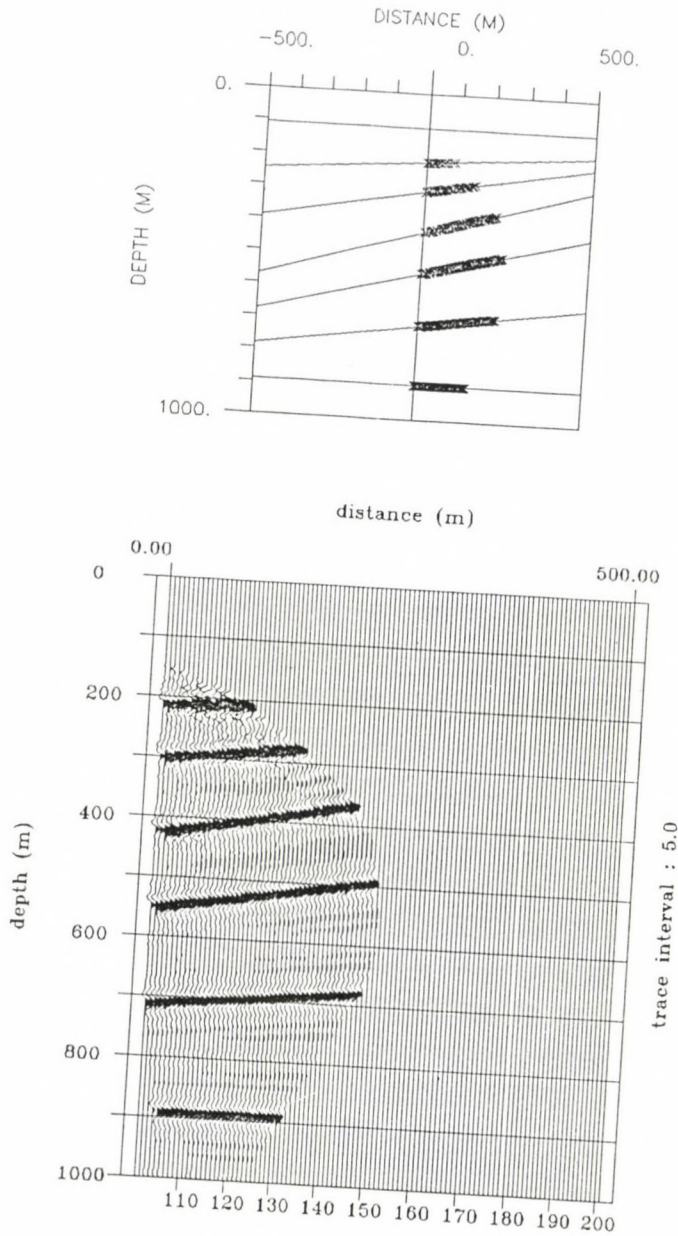 DISTANCE (M)
-500. 0. 500.
0.
DEPTH (M)
1000.
distance (m)
0.00 500.00
0
200
400
depth (m)
600
800
1000
trace interval : 5.0
110 120 130 140 150 160 170 180 190 200